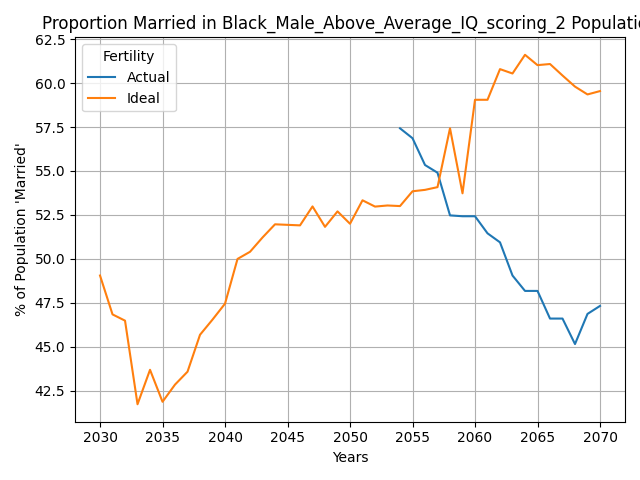 Proportion Married in Black_Male_Above_Average_IQ_scoring_2 Populatio
62.5
60.0
57.5
55.0
52.5
50.0
47.5
45.0
42.5
% of Population 'Married'
Fertility
Actual
Ideal
2030 2035 2040 2045 2050 2055 2060 2065 2070
Years